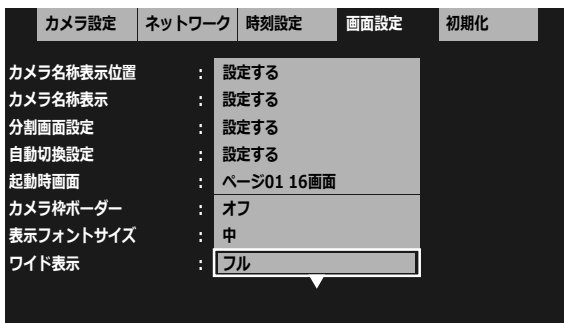 カメラ設定 ネットワーク 時刻設定 画面設定 初期化
カメラ名称表示位置 : 設定する
カメラ名称表示 : 設定する
分割画面設定 : 設定する
自動切換設定 : 設定する
起動時画面 : ページ01 16画面
カメラ枠ボーダー : オフ
表示フォントサイズ : 中
ワイド表示 : フル